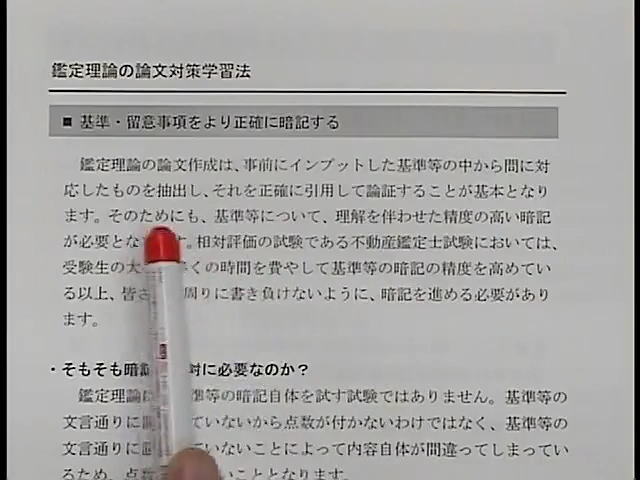 鑑定理論の論文対策学習法
■ 基準・留意事項をより正確に暗記する
鑑定理論の論文作成は、事前にインプットした基準等の中から問に対
応したものを抽出し、それを正確に引用して論証することが基本となり
ます。そのためにも、基準等について、理解を伴わせた精度の高い暗記
が必要とな す。相対評価の試験である不動産鑑定士試験においては、
受験生の大 くの時間を費やして基準等の暗記の精度を高めてい
る以上、皆さ 周りに書き負けないように、暗記を進める必要があり
ます。
・そもそも暗 対に必要なのか?
鑑定理論 準等の暗記自体を試す試験ではありません。基準等の
文言通りに ていないから点数が付かないわけではなく、基準等の
文言通りに ていないことによって内容自体が間違ってしまってい
るため、点数 いこととなります。